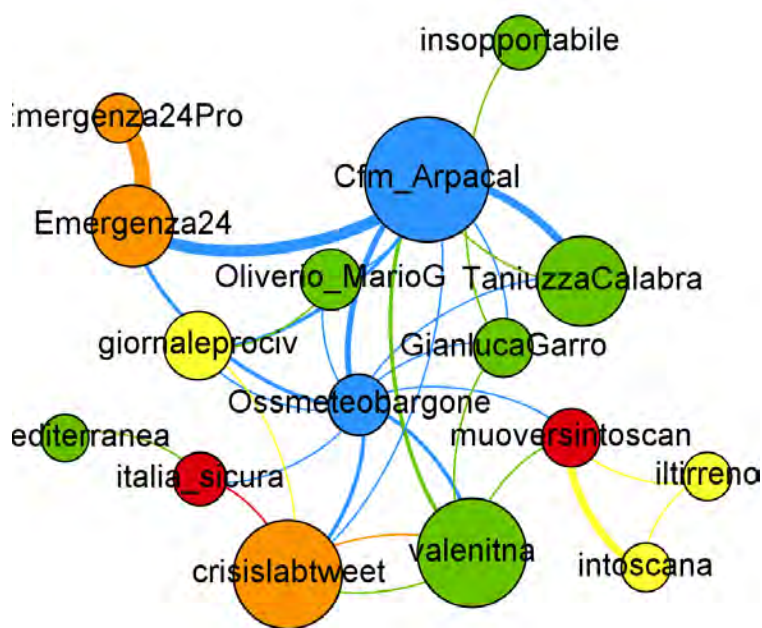 insopportabile
Emergenza24Pro
Cfm_Arpacal
Emergenza24
Oliverio_MarioG
TaniuzzaCalabra
giornaleprociv
GianlucaGarro
Ossmeteobargone
editerranea
muoversintoscan
italia_sicura
iltirreno
valenitna
crisislabtweet
intoscana